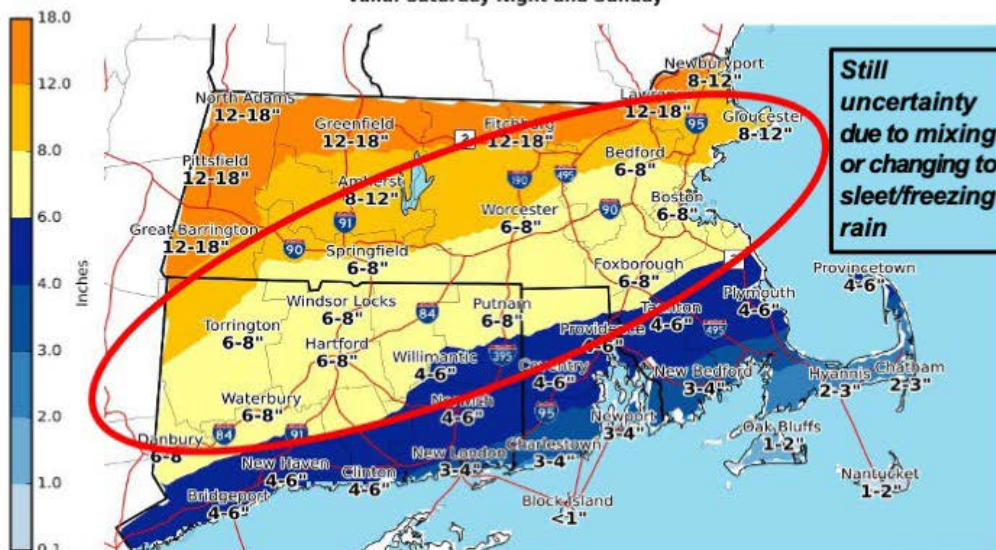 Valid: Saturday Night and Sunday
18.0
12.0
8.0
6.0
4.0
3.0
2.0
1.0
0.1
Inches
Still
uncertainty
due to mixing
or changing to
sleet/freezing
rain
Newburyport
8-12"
North Adams
12-18"
Greenfield
12-18"
2
Fitchburg
12-18"
12-18"
95
Gloucester
8-12"
Pittsfield
12-18"
Amherst
8-12"
190
495
Bedford
6-8"
91
Worcester
6-8"
90
Boston
6-8"
Great Barrington
12-18"
90
Springfield
6-8"
Foxborough
6-8"
Provincetown
4-6"
Windsor Locks
6-8"
84
Putnam
6-8"
Taunton
4-6"
Plymouth
4-6"
Torrington
6-8"
Hartford
6-8"
Providence
4-6"
495
Willimantic
4-6"
395
Coventry
4-6"
New Bedford
3-4"
Hyannis
2-3"
Chatham
2-3"
Waterbury
6-8"
Norwich
4-6"
95
Newport
3-4"
Oak Bluffs
1-2"
Danbury
6-8
84
91
New Haven
4-6"
Clinton
4-6"
New London
3-4"
Charlestown
3-4"
Nantucket
1-2"
Bridgeport
4-6"
Block Island
<1"